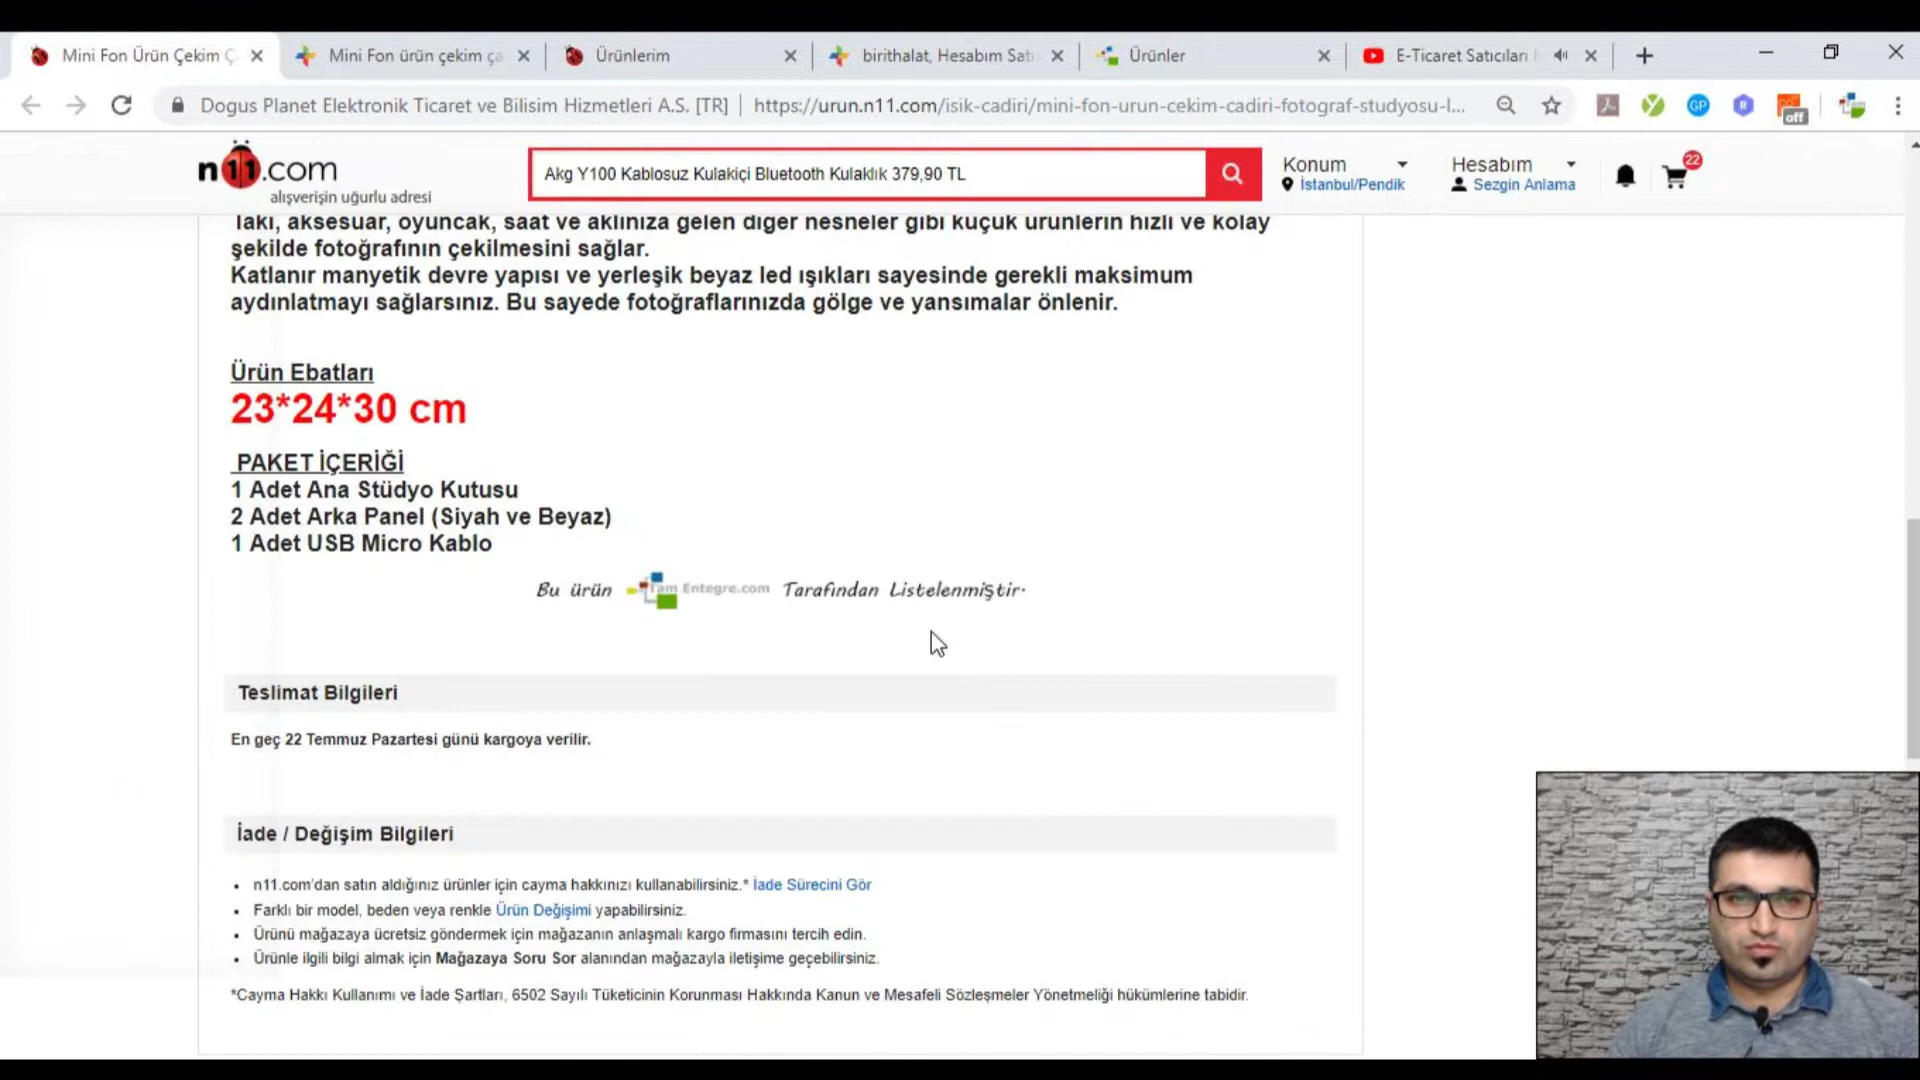 Mini Fon Ürün Çekim Ç
Mini Fon ürün çekim ça
Ürünlerim
birithalat, Hesabım Satı
Ürünler
E-Ticaret Satıcıları
Dogus Planet Elektronik Ticaret ve Bilisim Hizmetleri A.S. [TR]
https://urun.n11.com/isik-cadiri/mini-fon-urun-cekim-cadiri-fotograf-studyosu-l...
GP
R
off
n11.com
alışverişin uğurlu adresi
Akg Y100 Kablosuz Kulakiçi Bluetooth Kulaklık 379,90 TL
Konum
İstanbul/Pendik
Hesabım
Sezgin Anlama
22
Takı, aksesuar, oyuncak, saat ve aklınıza gelen diğer nesneler gibi küçük ürünlerin hızlı ve kolay
şekilde fotoğrafının çekilmesini sağlar.
Katlanır manyetik devre yapısı ve yerleşik beyaz led ışıkları sayesinde gerekli maksimum
aydınlatmayı sağlarsınız. Bu sayede fotoğraflarınızda gölge ve yansımalar önlenir.
Ürün Ebatları
23*24*30 cm
PAKET İÇERİĞİ
1 Adet Ana Stüdyo Kutusu
2 Adet Arka Panel (Siyah ve Beyaz)
1 Adet USB Micro Kablo
Bu ürün Tam Entegre.com Tarafından Listelenmiştir.
Teslimat Bilgileri
En geç 22 Temmuz Pazartesi günü kargoya verilir.
İade / Değişim Bilgileri
• n11.com'dan satın aldığınız ürünler için cayma hakkınızı kullanabilirsiniz.* İade Sürecini Gör
• Farklı bir model, beden veya renkle Ürün Değişimi yapabilirsiniz.
• Ürünü mağazaya ücretsiz göndermek için mağazanın anlaşmalı kargo firmasını tercih edin.
• Ürünle ilgili bilgi almak için Mağazaya Soru Sor alanından mağazayla iletişime geçebilirsiniz.
*Cayma Hakkı Kullanımı ve İade Şartları, 6502 Sayılı Tüketicinin Korunması Hakkında Kanun ve Mesafeli Sözleşmeler Yönetmeliği hükümlerine tabidir.